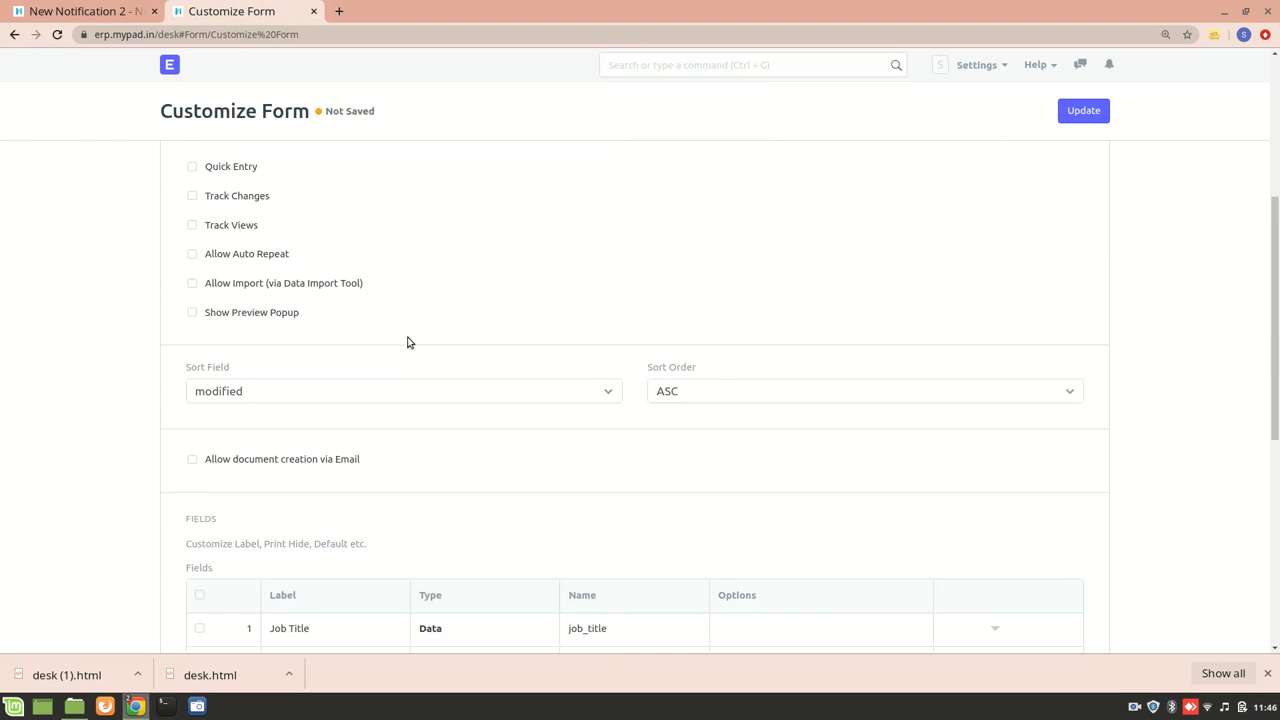 New Notification 2 - N
Customize Form
erp.mypad.in/desk#Form/Customize%20Form
S
E
Search or type a command (Ctrl + G)
S
Settings
Help
Customize Form
Not Saved
Update
Quick Entry
Track Changes
Track Views
Allow Auto Repeat
Allow Import (via Data Import Tool)
Show Preview Popup
Sort Field
Sort Order
modified
ASC
Allow document creation via Email
FIELDS
Customize Label, Print Hide, Default etc.
Fields
Label Type Name Options
1 Job Title Data job_title
desk (1).html
desk.html
Show all
2
11:46